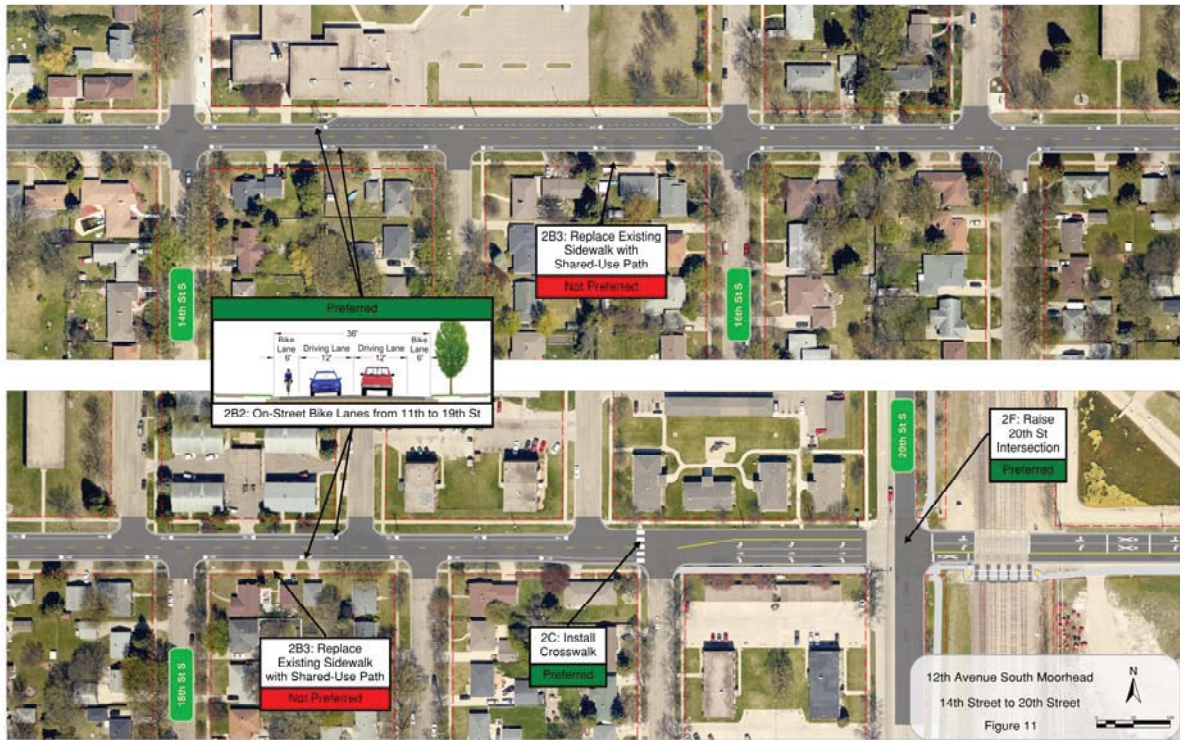 2B3: Replace Existing
Sidewalk with
Shared-Use Path
Not Preferred
14th St S
16th St S
Preferred
36'
Bike
Lane
6'
Driving Lane
12'
Driving Lane
12'
Bike
Lane
6'
2B2: On-Street Bike Lanes from 11th to 19th St
20th St S
2F: Raise
20th St
Intersection
Preferred
2B3: Replace
Existing Sidewalk
with Shared-Use Path
Not Preferred
18th St S
2C: Install
Crosswalk
Preferred
12th Avenue South Moorhead
14th Street to 20th Street
Figure 11
N